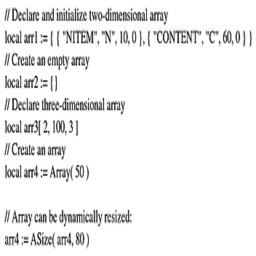 // Declare and initialize two-dimensional array
local arr1 := { { "NITEM", "N", 10, 0 }, { "CONTENT", "C", 60, 0 } }
// Create an empty array
local arr2 := { }
// Declare three-dimensional array
local arr3[ 2, 100, 3 ]
// Create an array
local arr4 := Array( 50 )
// Array can be dynamically resized:
arr4 := ASize( arr4, 80 )